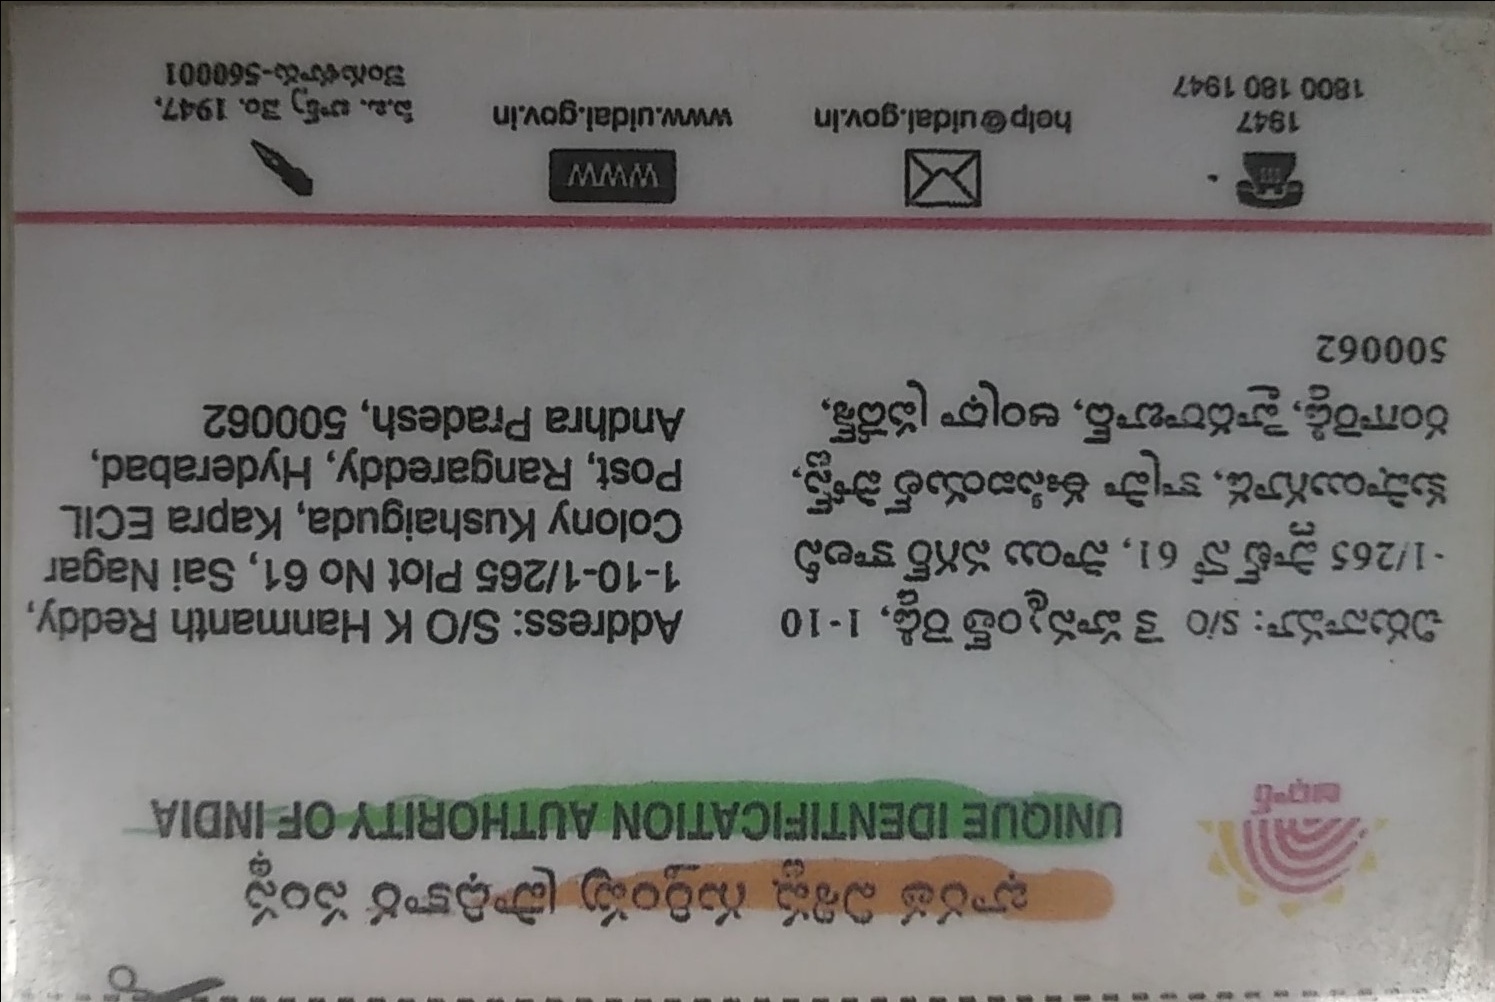 భారత విశిష్ట గుర్తింపు ప్రాధికార సంస్థ
UNIQUE IDENTIFICATION AUTHORITY OF INDIA
ఆధార్
చిరునామా: S/O కె హన్మంత్ రెడ్డి, 1-10
-1/265 ప్లాట్ నో 61, సాయి నగర్ కాలని
కుషాయిగూడ, కాప్రా ఈసిఐయల్ పోస్ట్,
రంగారెడ్డి, హైదరాబాద్, ఆంధ్రా ప్రదేశ్,
500062
Address: S/O K Hanmanth Reddy,
1-10-1/265 Plot No 61, Sai Nagar
Colony Kushaiguda, Kapra ECIL
Post, Rangareddy, Hyderabad,
Andhra Pradesh, 500062
1947
1800 180 1947
help@uidai.gov.in
WWW
www.uidai.gov.in
పి.బి. బాక్స్ నెం. 1947,
బెంగుళూరు-560001